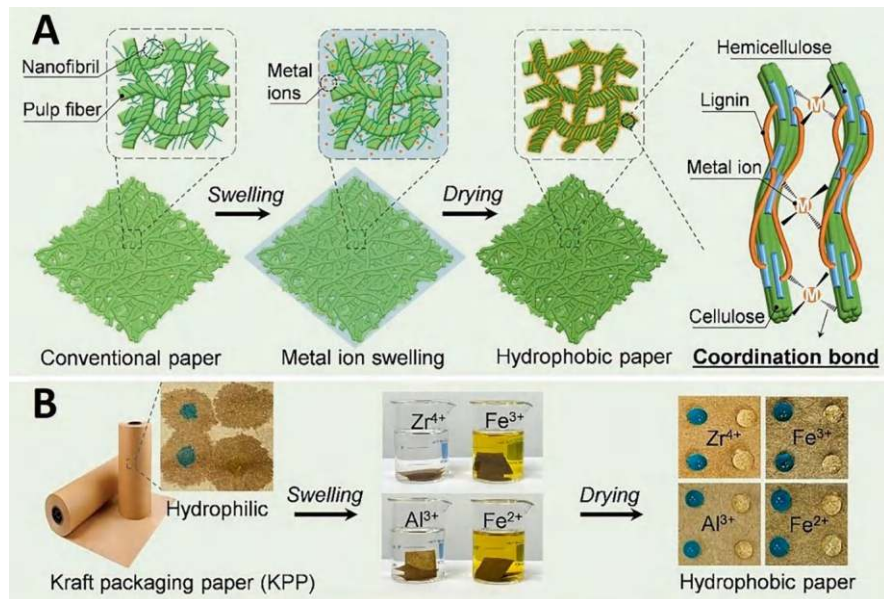 A
Nanofibril
Pulp fiber
Metal
ions
Hemicellulose
Lignin
M
Metal ion
M
M
Cellulose
Swelling
Drying
Conventional paper
Metal ion swelling
Hydrophobic paper
Coordination bond
B
Hydrophilic
Kraft packaging paper (KPP)
Swelling
Zr4+
Fe3+
Al3+
Fe2+
Drying
Zr4+
Fe3+
Al3+
Fe2+
Hydrophobic paper